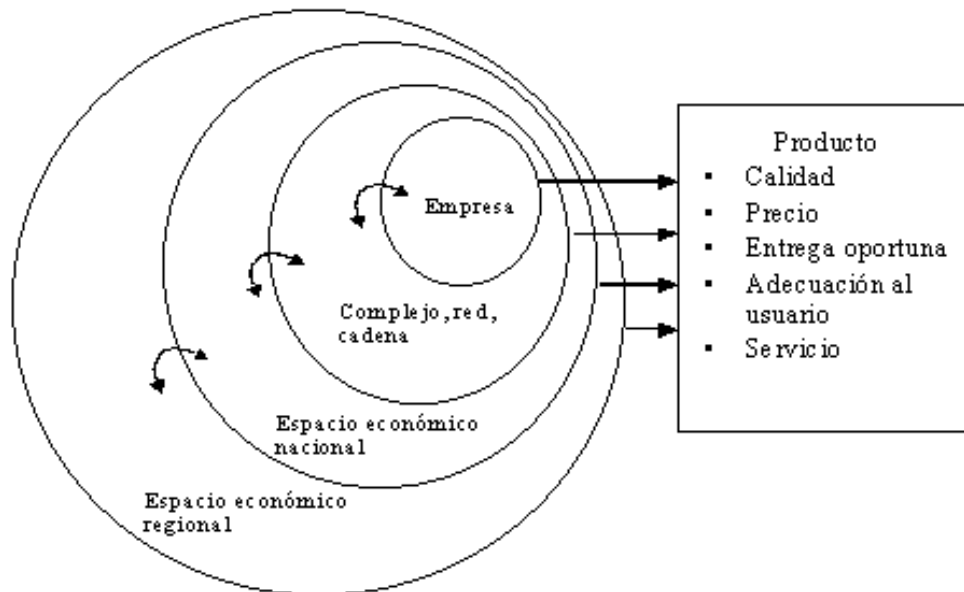 Empresa
Complejo, red,
cadena
Espacio económico
nacional
Espacio económico
regional
Producto
▪ Calidad
▪ Precio
▪ Entrega oportuna
▪ Adecuación al
usuario
▪ Servicio